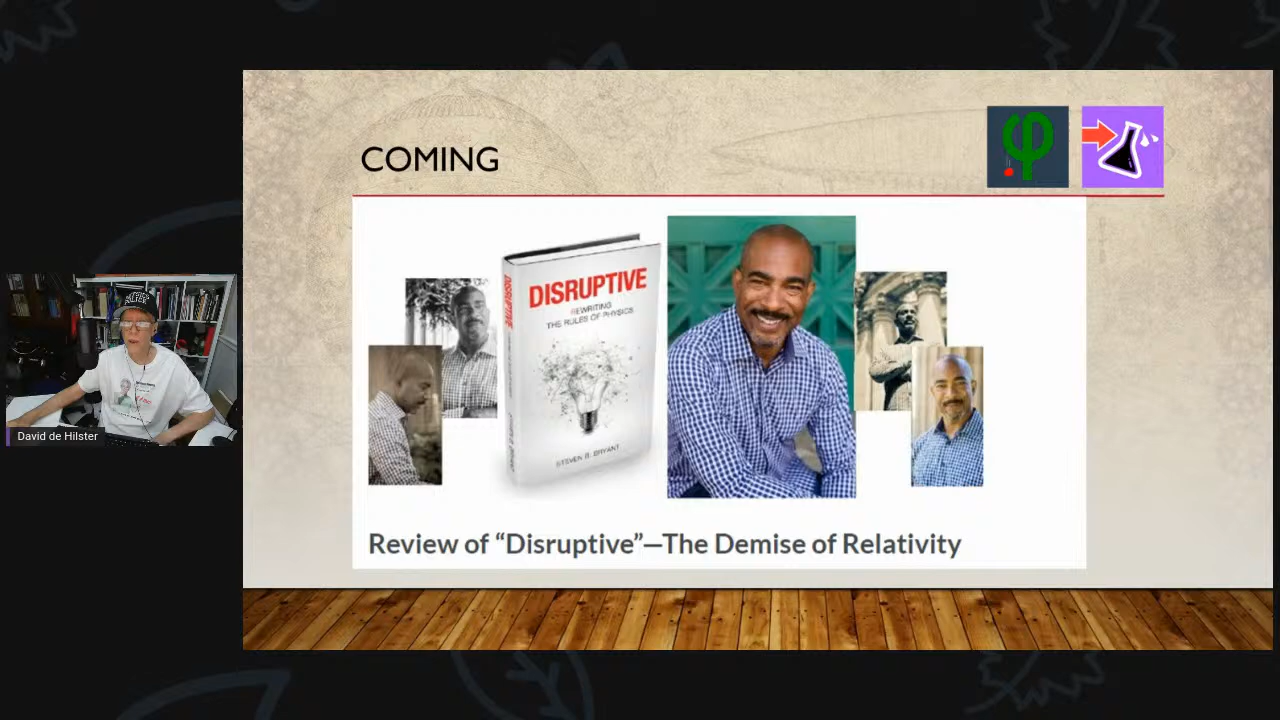 COMING
DISRUPTIVE
DISRUPTIVE
REWRITING
THE RULES OF PHYSICS
STEVEN B. BRYANT
Review of “Disruptive”—The Demise of Relativity
David de Hilster